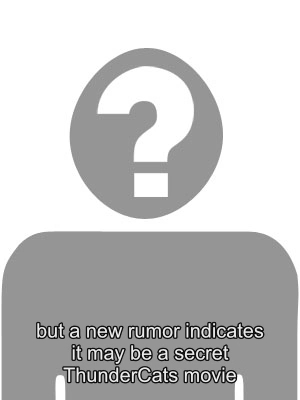 ?
but a new rumor indicates
it may be a secret
ThunderCats movie